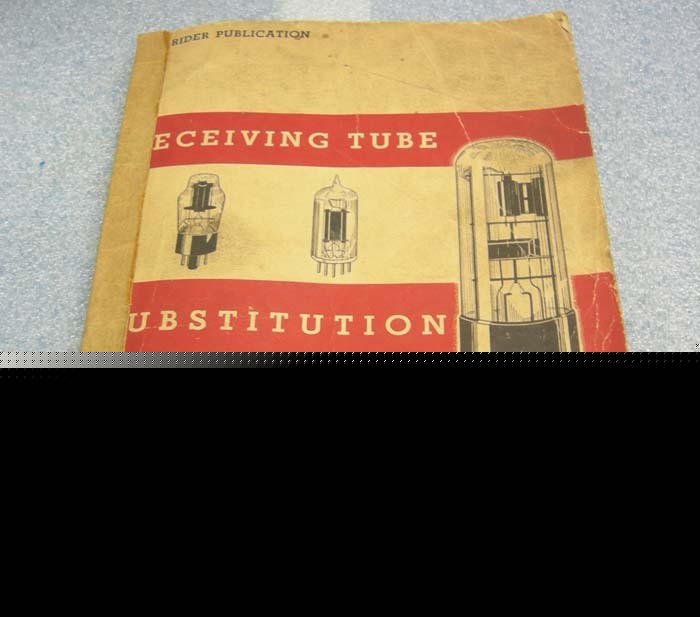 RIDER PUBLICATION
ECEIVING TUBE
UBSTITUTION